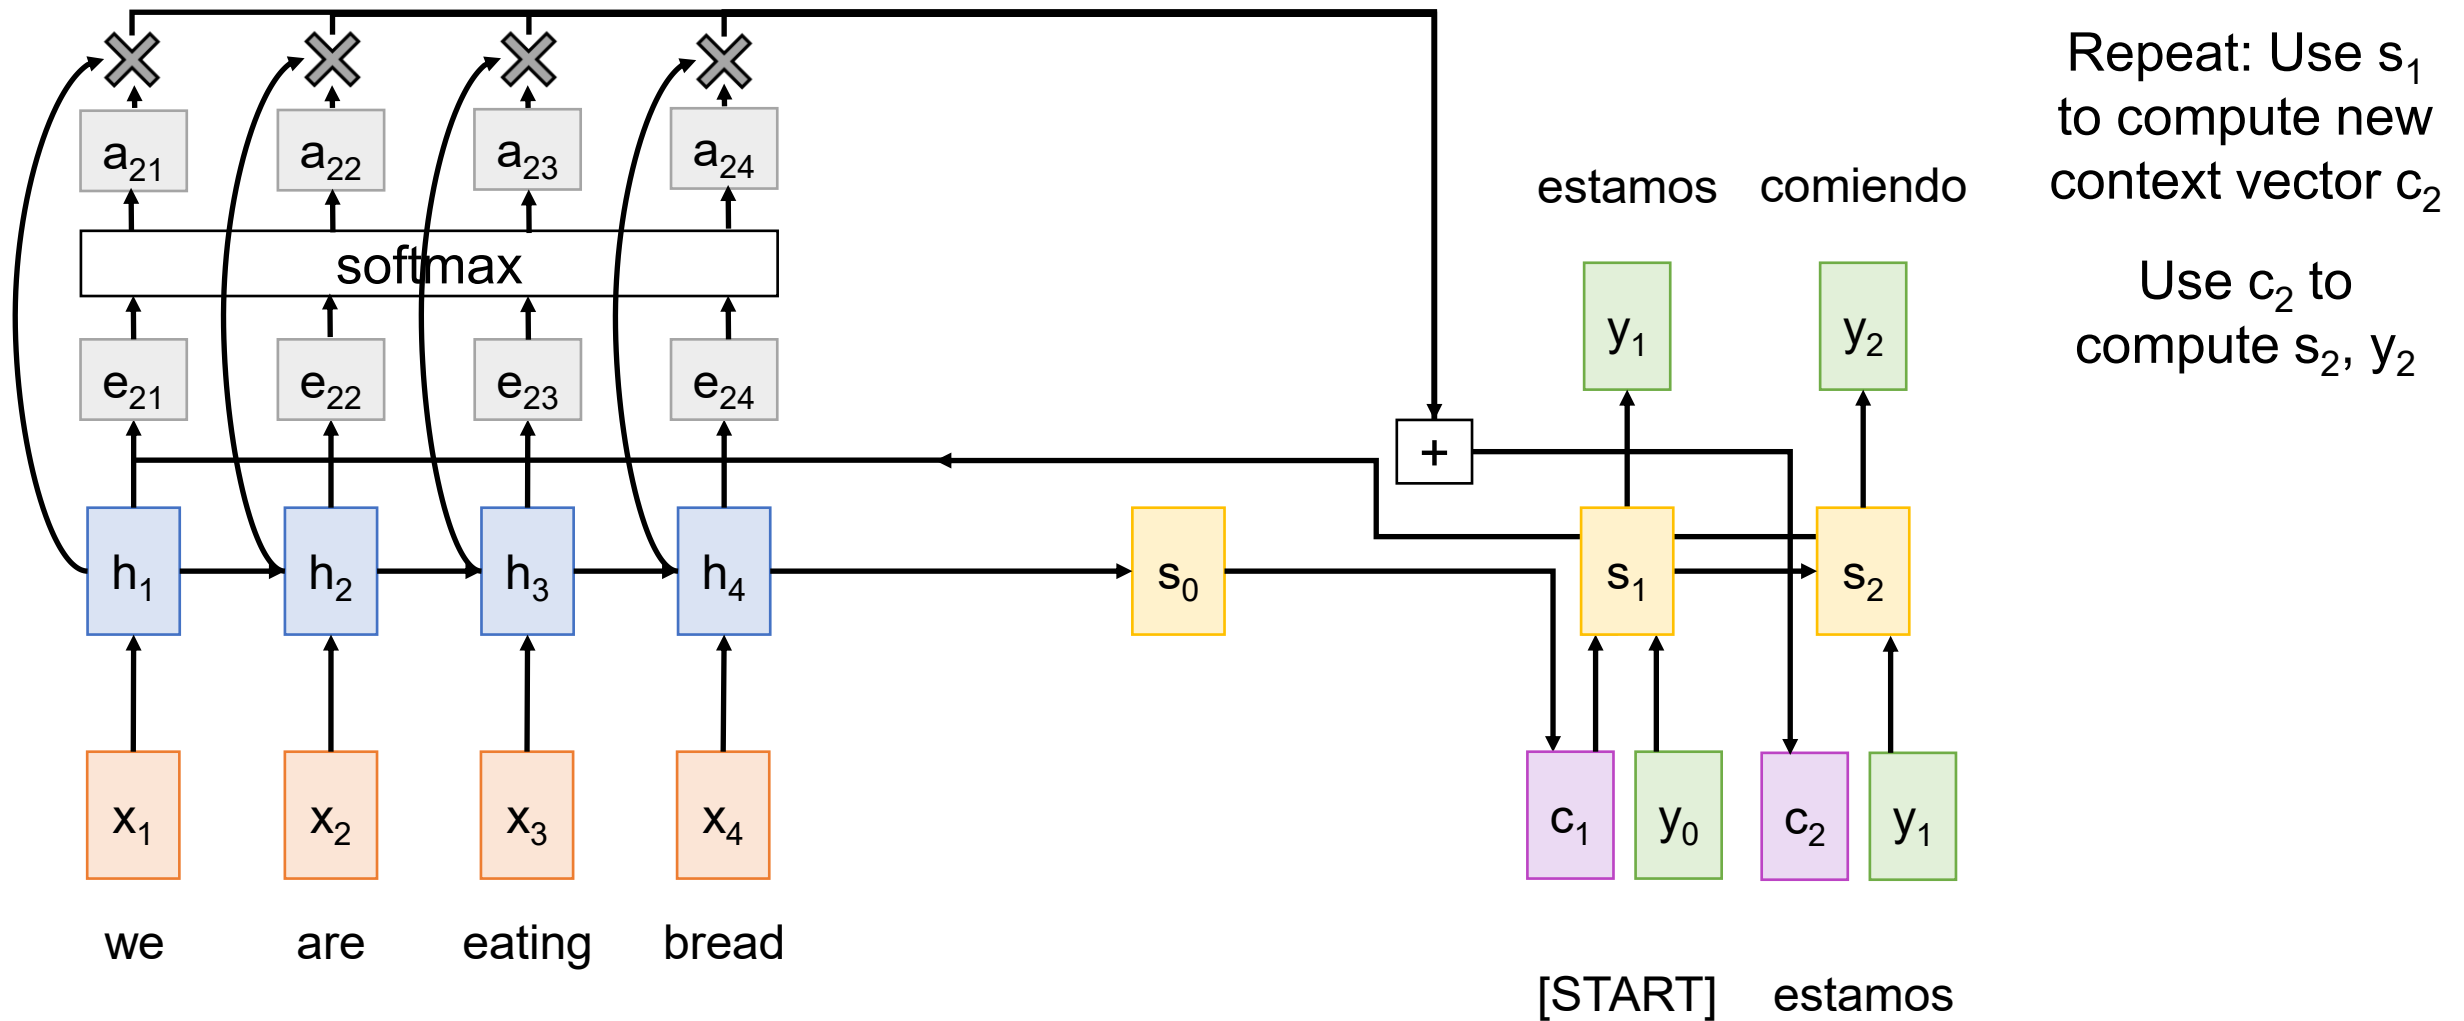 a₂₁ a₂₂ a₂₃ a₂₄
softmax
e₂₁ e₂₂ e₂₃ e₂₄
h₁ h₂ h₃ h₄
x₁ x₂ x₃ x₄
we are eating bread
estamos comiendo
y₁ y₂
+
s₀ s₁ s₂
c₁ y₀ c₂ y₁
[START] estamos
Repeat: Use s₁
to compute new
context vector c₂
Use c₂ to
compute s₂, y₂